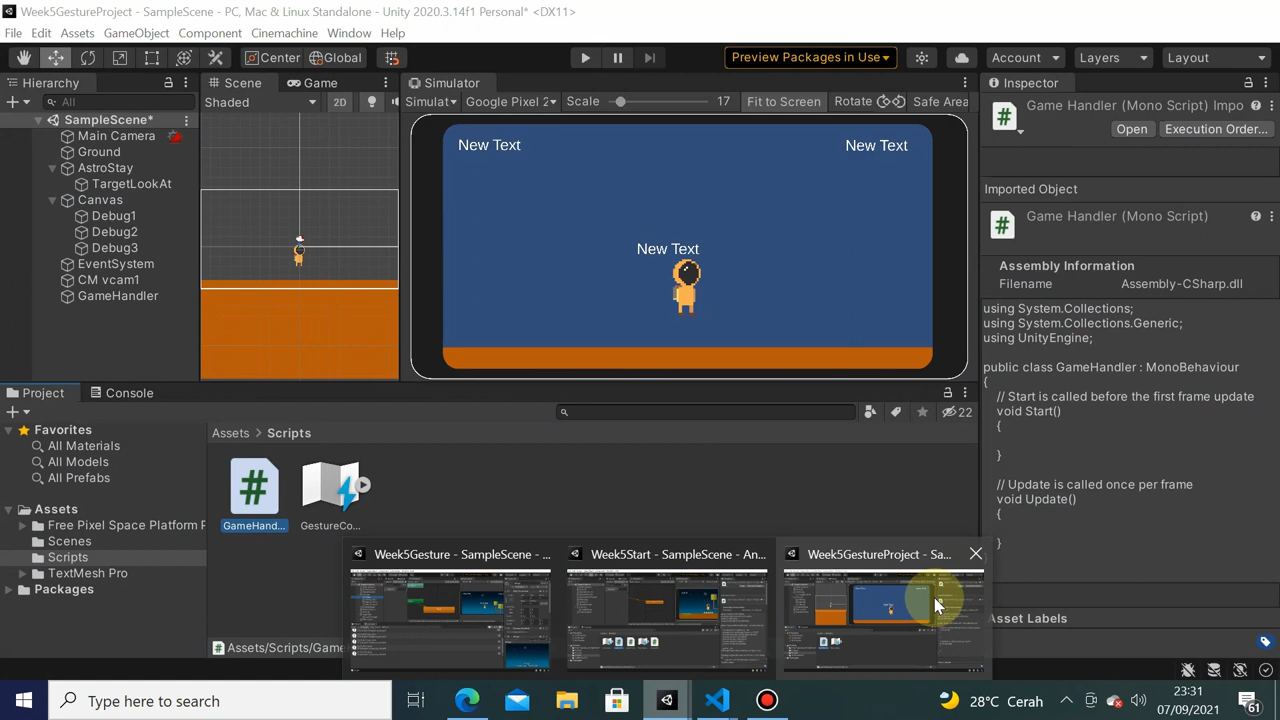 Week5GestureProject - SampleScene - PC, Mac & Linux Standalone - Unity 2020.3.14f1 Personal* <DX11>
File Edit Assets GameObject Component Cinemachine Window Help
Center Global Preview Packages in Use Account Layers Layout
Hierarchy
All
SampleScene*
Main Camera
Ground
AstroStay
TargetLookAt
Canvas
Debug1
Debug2
Debug3
EventSystem
CM vcam1
GameHandler
Scene Game
Shaded 2D
Simulator
Simulat Google Pixel 2 Scale 17 Fit to Screen Rotate Safe Area
New Text New Text
New Text
Inspector
Game Handler (Mono Script) Impo
Open Execution Order...
Imported Object
Game Handler (Mono Script)
Assembly Information
Filename Assembly-CSharp.dll
using System.Collections;
using System.Collections.Generic;
using UnityEngine;
public class GameHandler : MonoBehaviour
{
// Start is called before the first frame update
void Start()
{
}
// Update is called once per frame
void Update()
{
}
Asset Labels
Project Console
22
Favorites
All Materials
All Models
All Prefabs
Assets
Free Pixel Space Platform P
Scenes
Scripts
TextMesh Pro
Packages
Assets > Scripts
GameHand... GestureCo...
Assets/Scripts/Game
Week5Gesture - SampleScene - ...
Week5Start - SampleScene - An...
Week5GestureProject - Sa...
Type here to search
28°C Cerah
23:31
07/09/2021
61